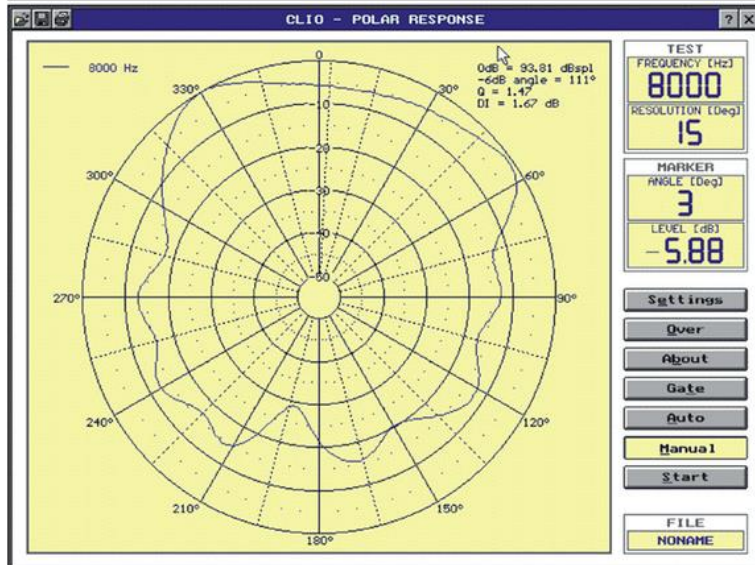 CLIO - POLAR RESPONSE
? X
8000 Hz
0dB = 93.81 dBspl
-6dB angle = 111°
Q = 1.47
DI = 1.67 dB
0
330°
30°
-10
300°
60°
-20
-30
-40
-50
270°
90°
240°
120°
210°
150°
180°
TEST
FREQUENCY [Hz]
8000
RESOLUTION [Deg]
15
MARKER
ANGLE [Deg]
3
LEVEL [dB]
-5.88
Settings
Over
About
Gate
Auto
Manual
Start
FILE
NONAME